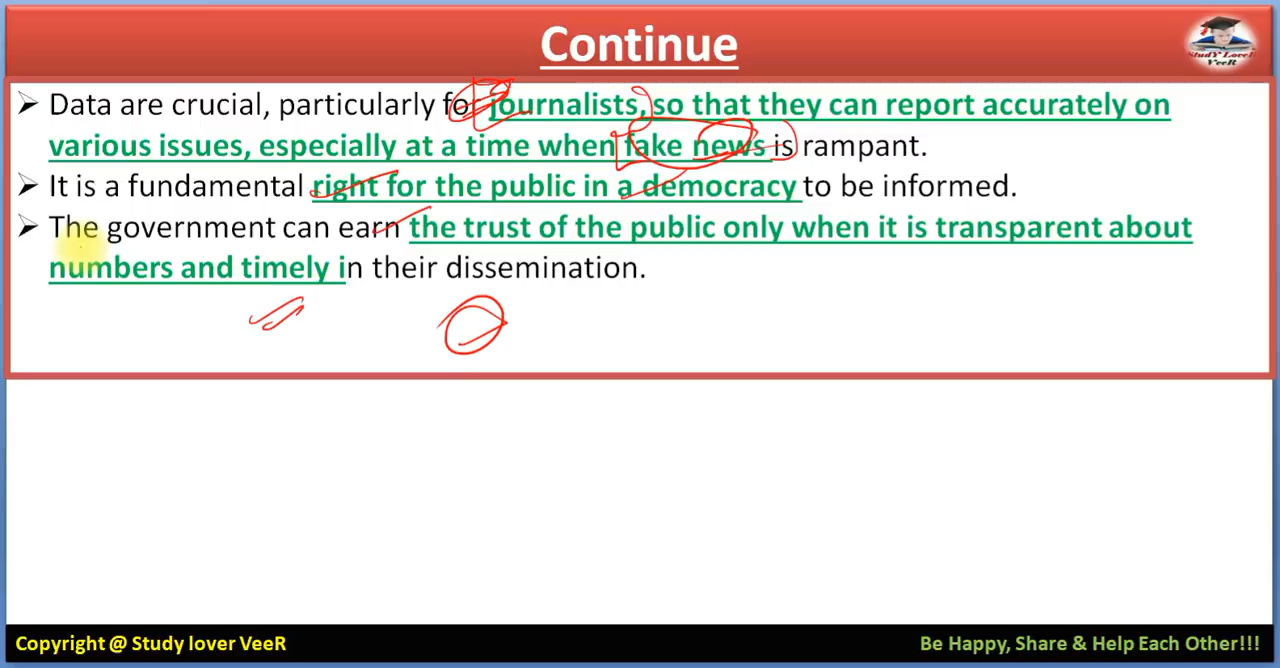 Continue
StudY LoveR
VeeR
➢ Data are crucial, particularly for journalists, so that they can report accurately on
various issues, especially at a time when fake news is rampant.
➢ It is a fundamental right for the public in a democracy to be informed.
➢ The government can earn the trust of the public only when it is transparent about
numbers and timely in their dissemination.
Copyright @ Study lover VeeR
Be Happy, Share & Help Each Other!!!